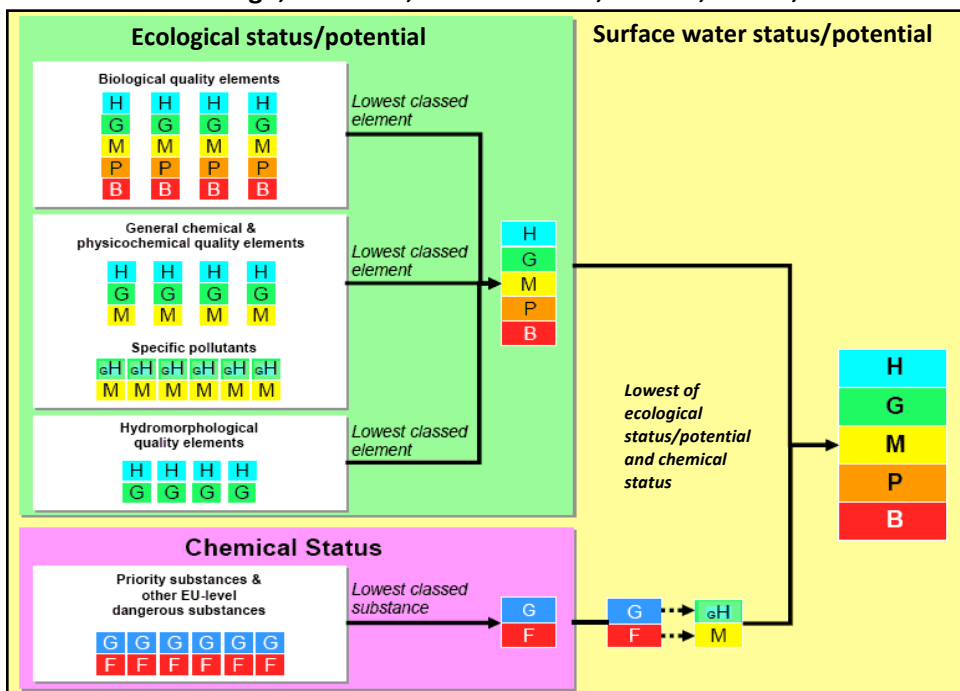 Ecological status/potential
Surface water status/potential
Biological quality elements
H H H H
G G G G
M M M M
P P P P
B B B B
Lowest classed
element
General chemical &
physicochemical quality elements
H H H H
G G G G
M M M M
Lowest classed
element
Specific pollutants
GH GH GH GH GH GH
M M M M M M
Hydromorphological
quality elements
H H H H
G G G G
Lowest classed
element
H
G
M
P
B
Lowest of
ecological
status/potential
and chemical
status
H
G
M
P
B
Chemical Status
Priority substances &
other EU-level
dangerous substances
G G G G G G
F F F F F F
Lowest classed
substance
G
F
G
F
GH
M